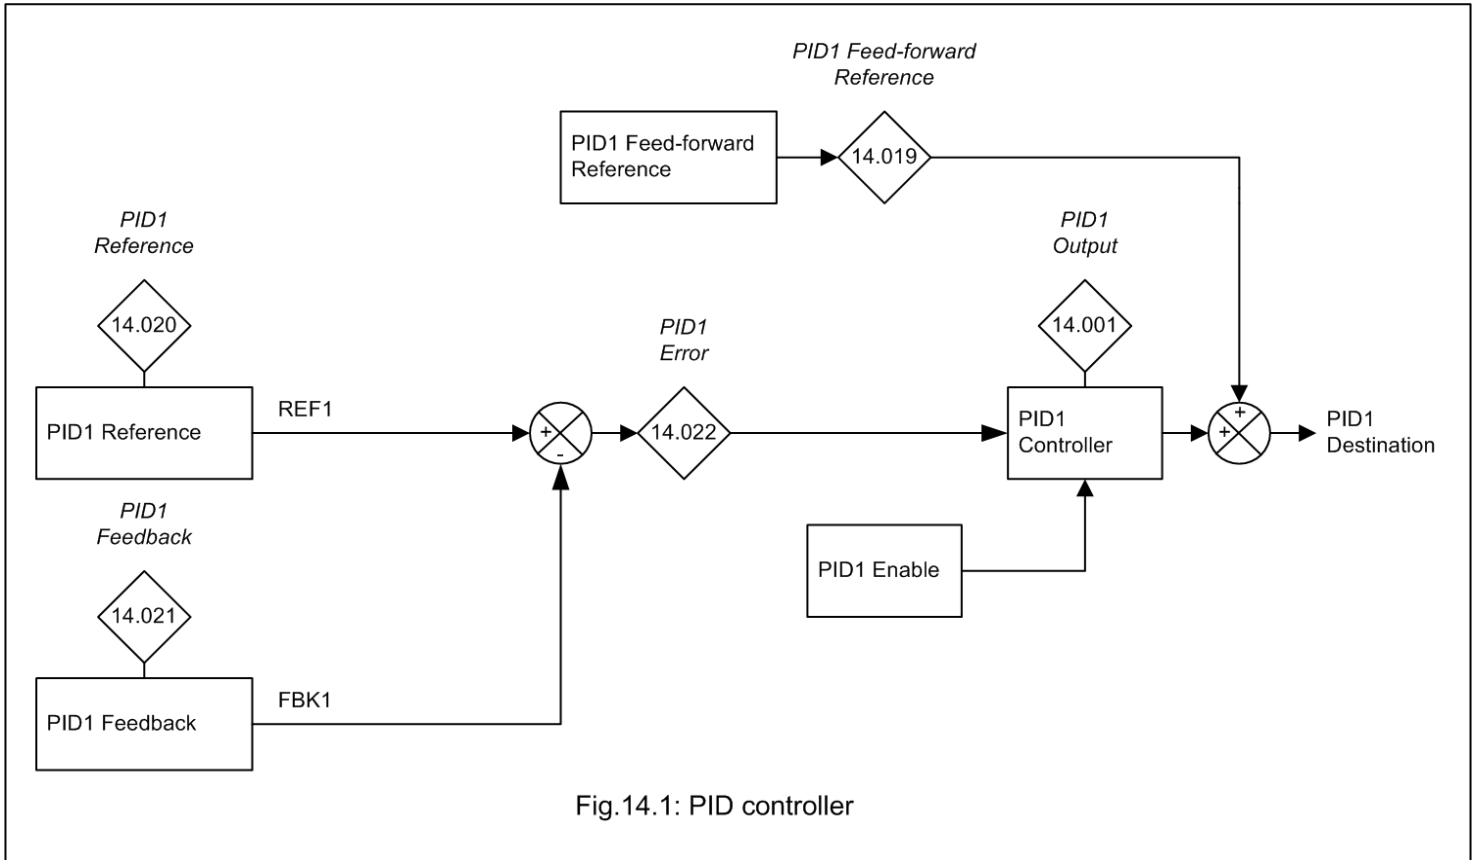 PID1 Feed-forward
Reference
PID1 Feed-forward
Reference
14.019
PID1
Reference
14.020
PID1
Output
14.001
PID1
Error
PID1 Reference
REF1
+
-
14.022
PID1
Controller
+
+
PID1
Destination
PID1
Feedback
14.021
PID1 Enable
PID1 Feedback
FBK1
Fig.14.1: PID controller